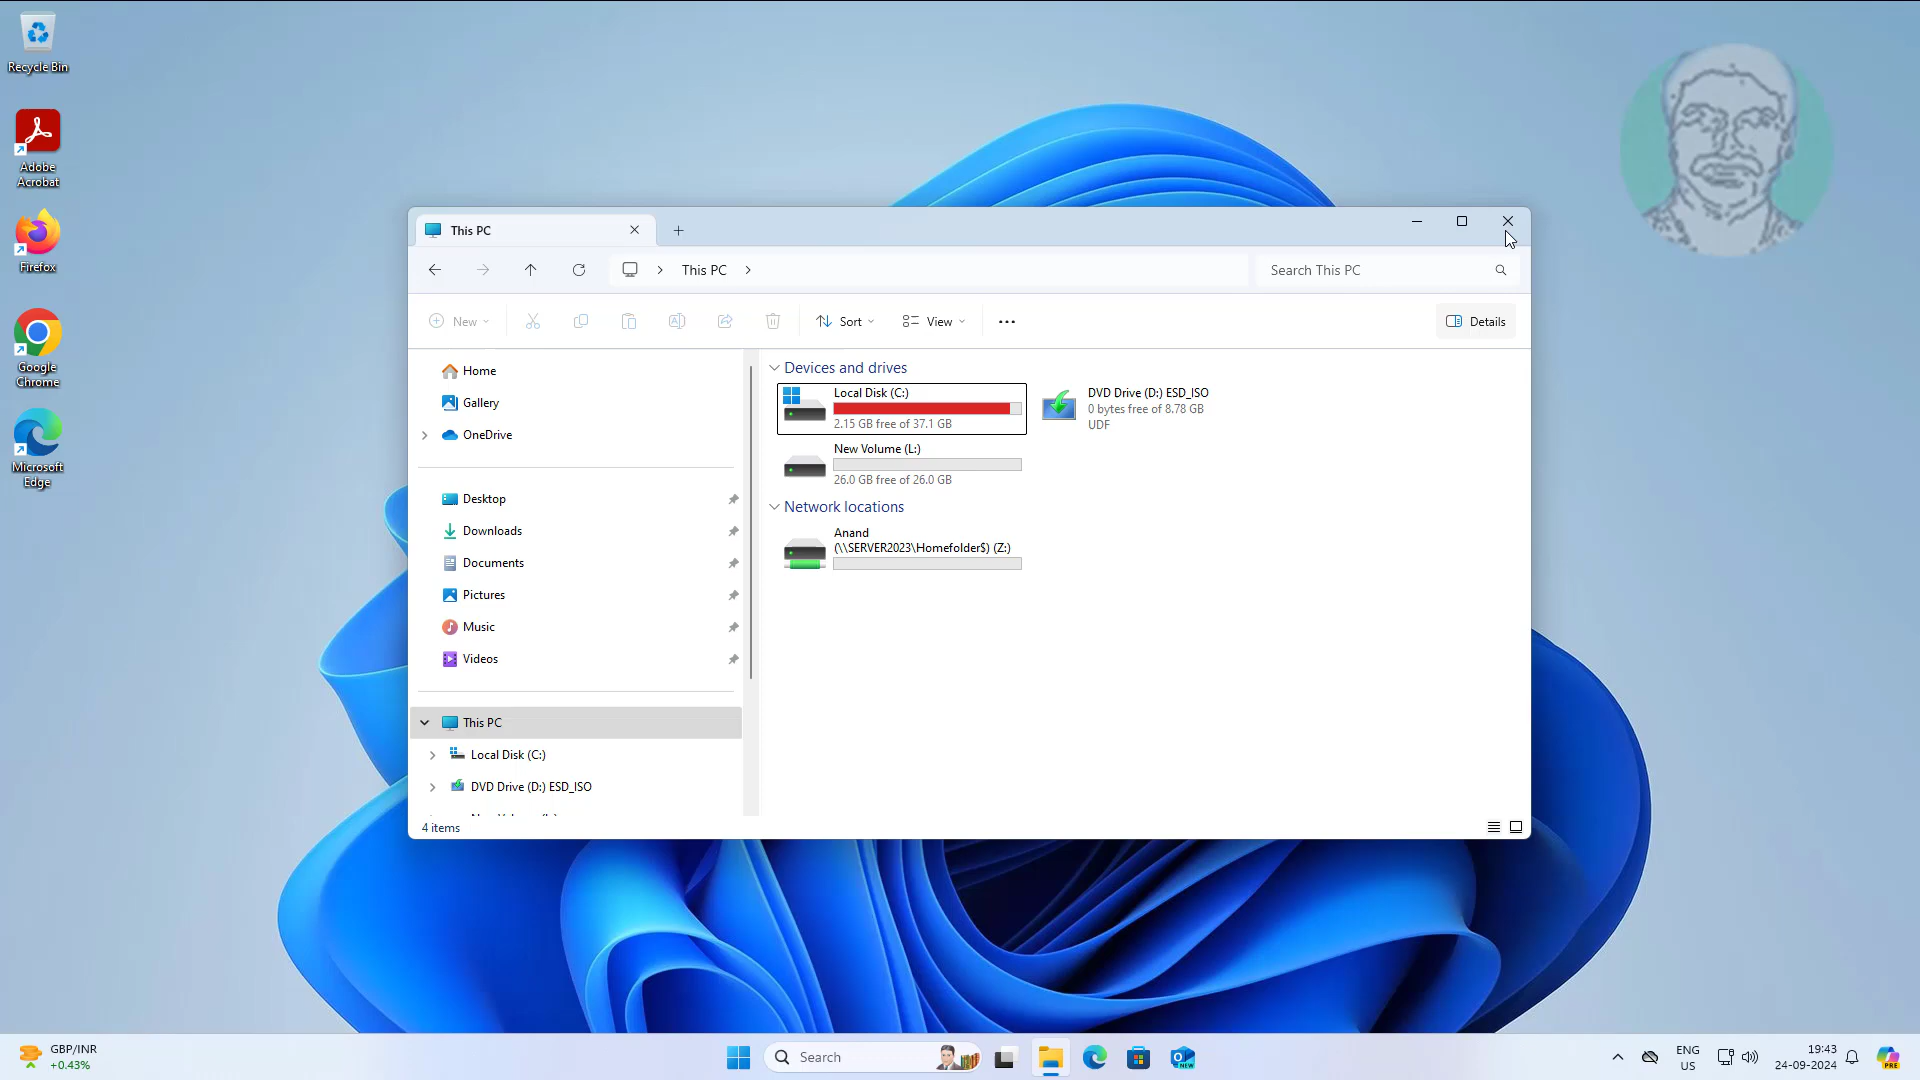 Recycle Bin
Adobe
Acrobat
Firefox
Google
Chrome
Microsoft
Edge
This PC
This PC
Search This PC
New
Sort
View
Details
Home
Gallery
OneDrive
Desktop
Downloads
Documents
Pictures
Music
Videos
This PC
Local Disk (C:)
DVD Drive (D:) ESD_ISO
Devices and drives
Local Disk (C:)
2.15 GB free of 37.1 GB
DVD Drive (D:) ESD_ISO
0 bytes free of 8.78 GB
UDF
New Volume (L:)
26.0 GB free of 26.0 GB
Network locations
Anand
(\\SERVER2023\Homefolder$) (Z:)
4 items
GBP/INR
+0.43%
Search
NEW
ENG
US
19:43
24-09-2024
PRE